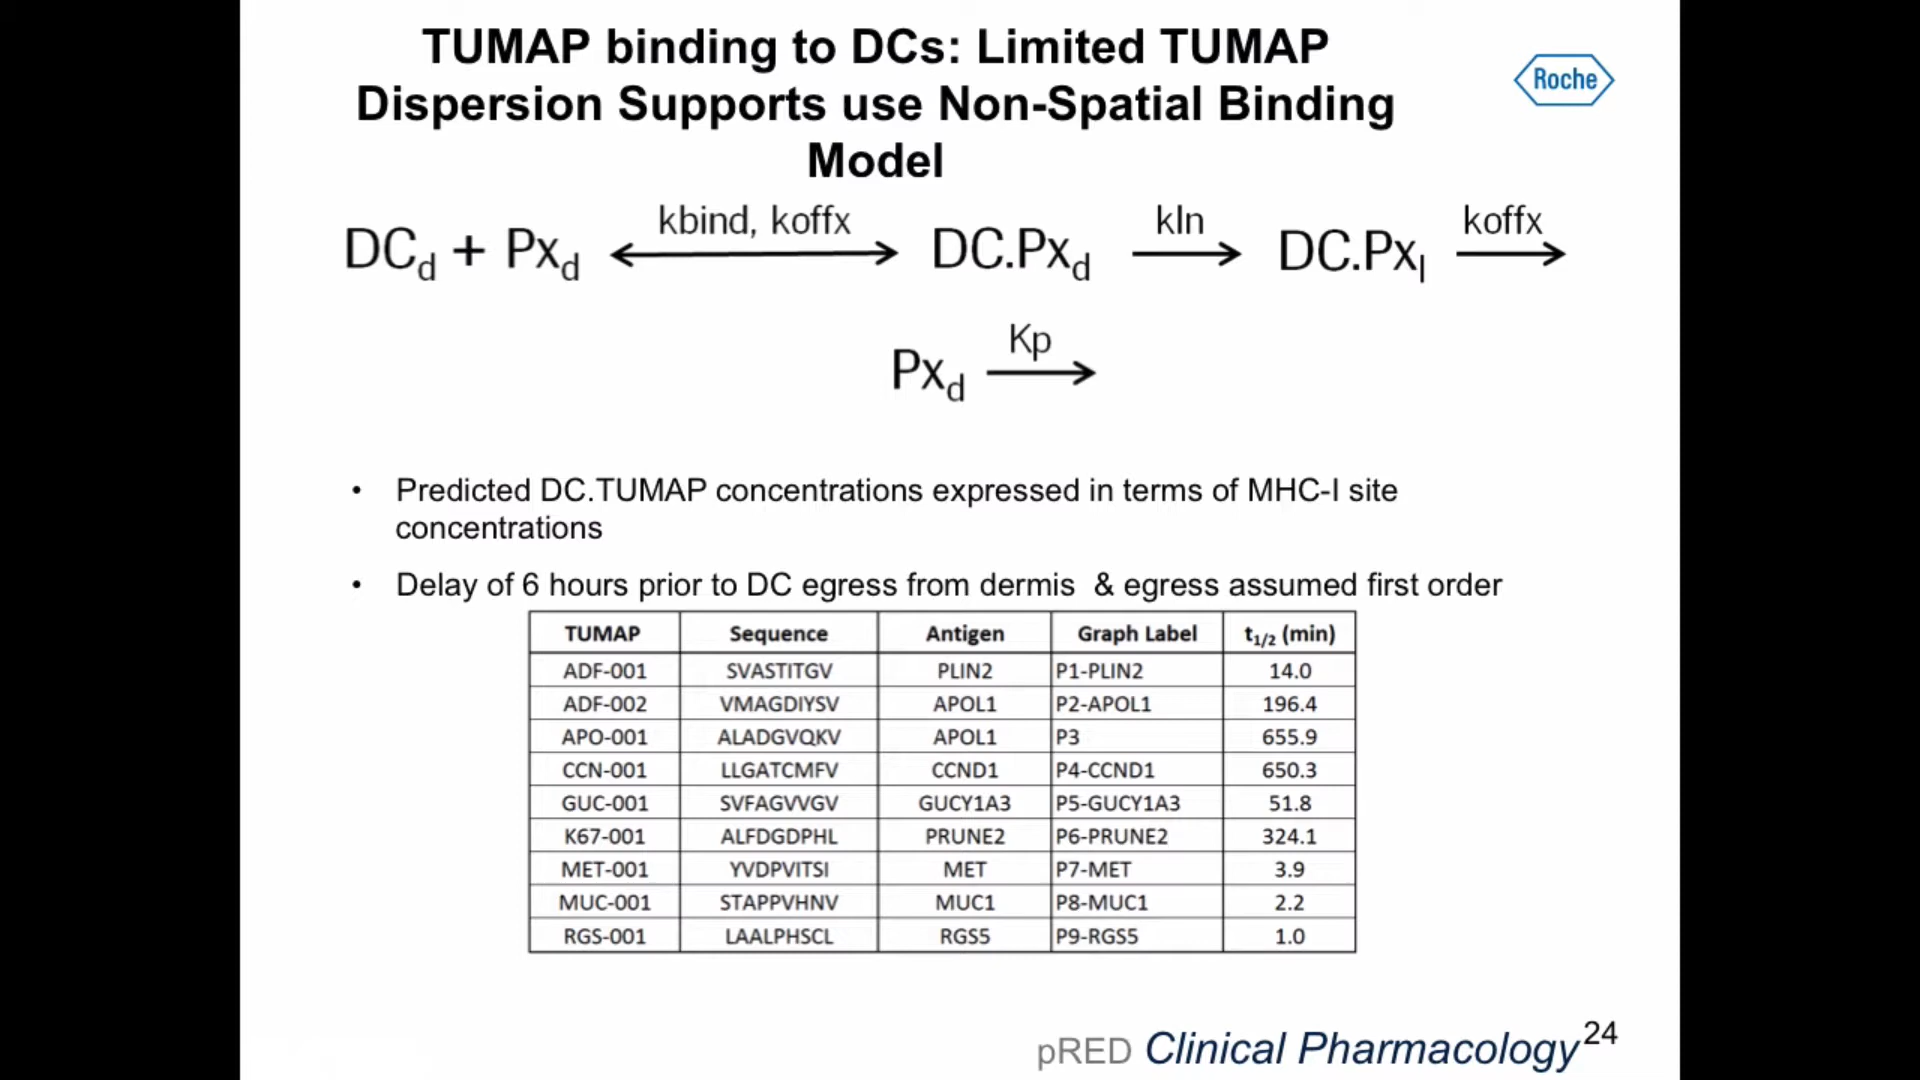 TUMAP binding to DCs: Limited TUMAP
Dispersion Supports use Non-Spatial Binding
Model
Roche
DCd + Pxd kbind, koffx DC.Pxd kln DC.Pxl koffx
Pxd Kp
• Predicted DC.TUMAP concentrations expressed in terms of MHC-I site
concentrations
• Delay of 6 hours prior to DC egress from dermis & egress assumed first order
TUMAP Sequence Antigen Graph Label t1/2 (min)
ADF-001 SVASTITGV PLIN2 P1-PLIN2 14.0
ADF-002 VMAGDIYSV APOL1 P2-APOL1 196.4
APO-001 ALADGVQKV APOL1 P3 655.9
CCN-001 LLGATCMFV CCND1 P4-CCND1 650.3
GUC-001 SVFAGVVGV GUCY1A3 P5-GUCY1A3 51.8
K67-001 ALFDGDPHL PRUNE2 P6-PRUNE2 324.1
MET-001 YVDPVITSI MET P7-MET 3.9
MUC-001 STAPPVHNV MUC1 P8-MUC1 2.2
RGS-001 LAALPHSCL RGS5 P9-RGS5 1.0
pRED Clinical Pharmacology 24